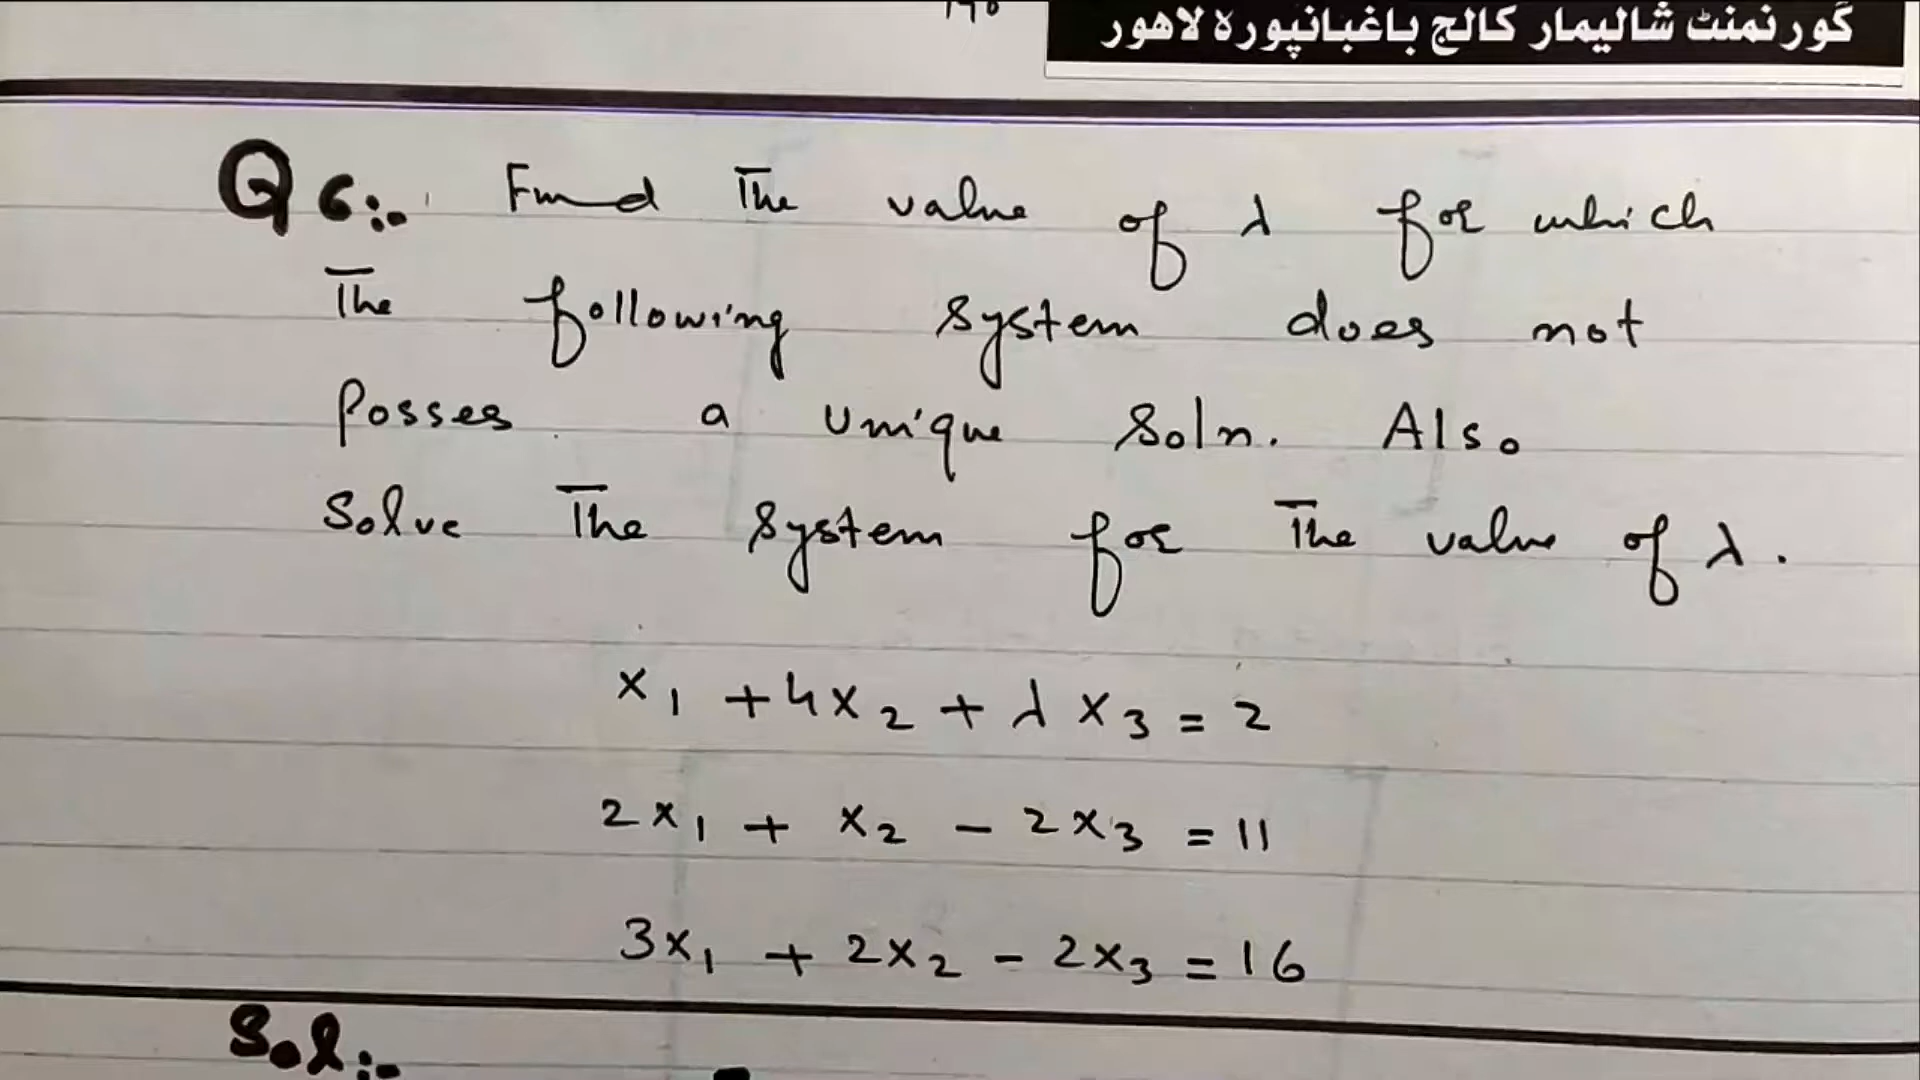 گورنمنٹ شالیمار کالج باغبانپورہ لاہور
Q 6:- Find The value of λ for which
The following system does not
Posses a unique Soln. Also
Solve The system for The value of λ.
x₁ + 4x₂ + λx₃ = 2
2x₁ + x₂ - 2x₃ = 11
3x₁ + 2x₂ - 2x₃ = 16
Sol:-